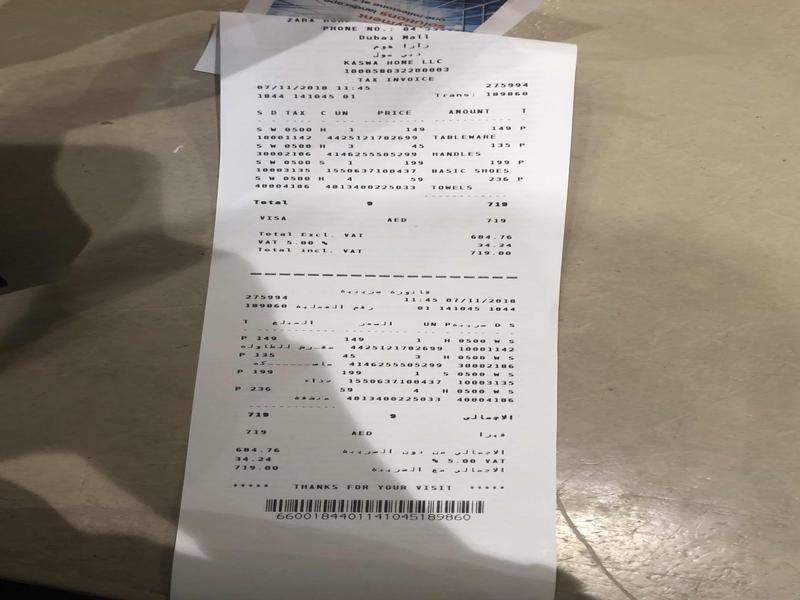 solutions
one milestone at
landscape
ZARA HOME
PHONE NO.: 04
Dubai Mall
زارا هوم
دبي مول
KASWA HOME LLC
100058032200003
TAX INVOICE
07/11/2018 11:45 275994
1844 141045 01 Trans: 189860
S D TAX C UN PRICE AMOUNT T
S W 0500 H 1 149 149 P
10001142 4425121782699 TABLEWARE
S W 0500 H 3 45 135 P
30002186 4146255505299 HANDLES
S W 0500 S 1 199 199 P
10003135 1550637100437 BASIC SHOES
S W 0500 H 4 59 236 P
40004186 4813400225033 TOWELS
Total 9 719
VISA AED 719
Total Excl. VAT 684.76
VAT 5.00 % 34.24
Total incl. VAT 719.00
فاتورة ضريبية
275994 11:45 07/11/2018
189860 رقم العملية 01 141045 1844
T المبلغ السعر UN P ضريبة D S
P 149 149 1 H 0500 W S
مفرش الطاولة 4425121782699 10001142
P 135 45 3 H 0500 W S
4146255505299 30002186
P 199 199 1 S 0500 W S
حذاء 1550637100437 10003135
P 236 59 4 H 0500 W S
منشفة 4813400225033 40004186
719 9 الاجمالي
719 AED فيزا
684.76 الاجمالي من دون الضريبة
34.24 % 5.00 VAT
719.00 الاجمالي مع الضريبة
***** THANKS FOR YOUR VISIT *****
66001844011410451​89860